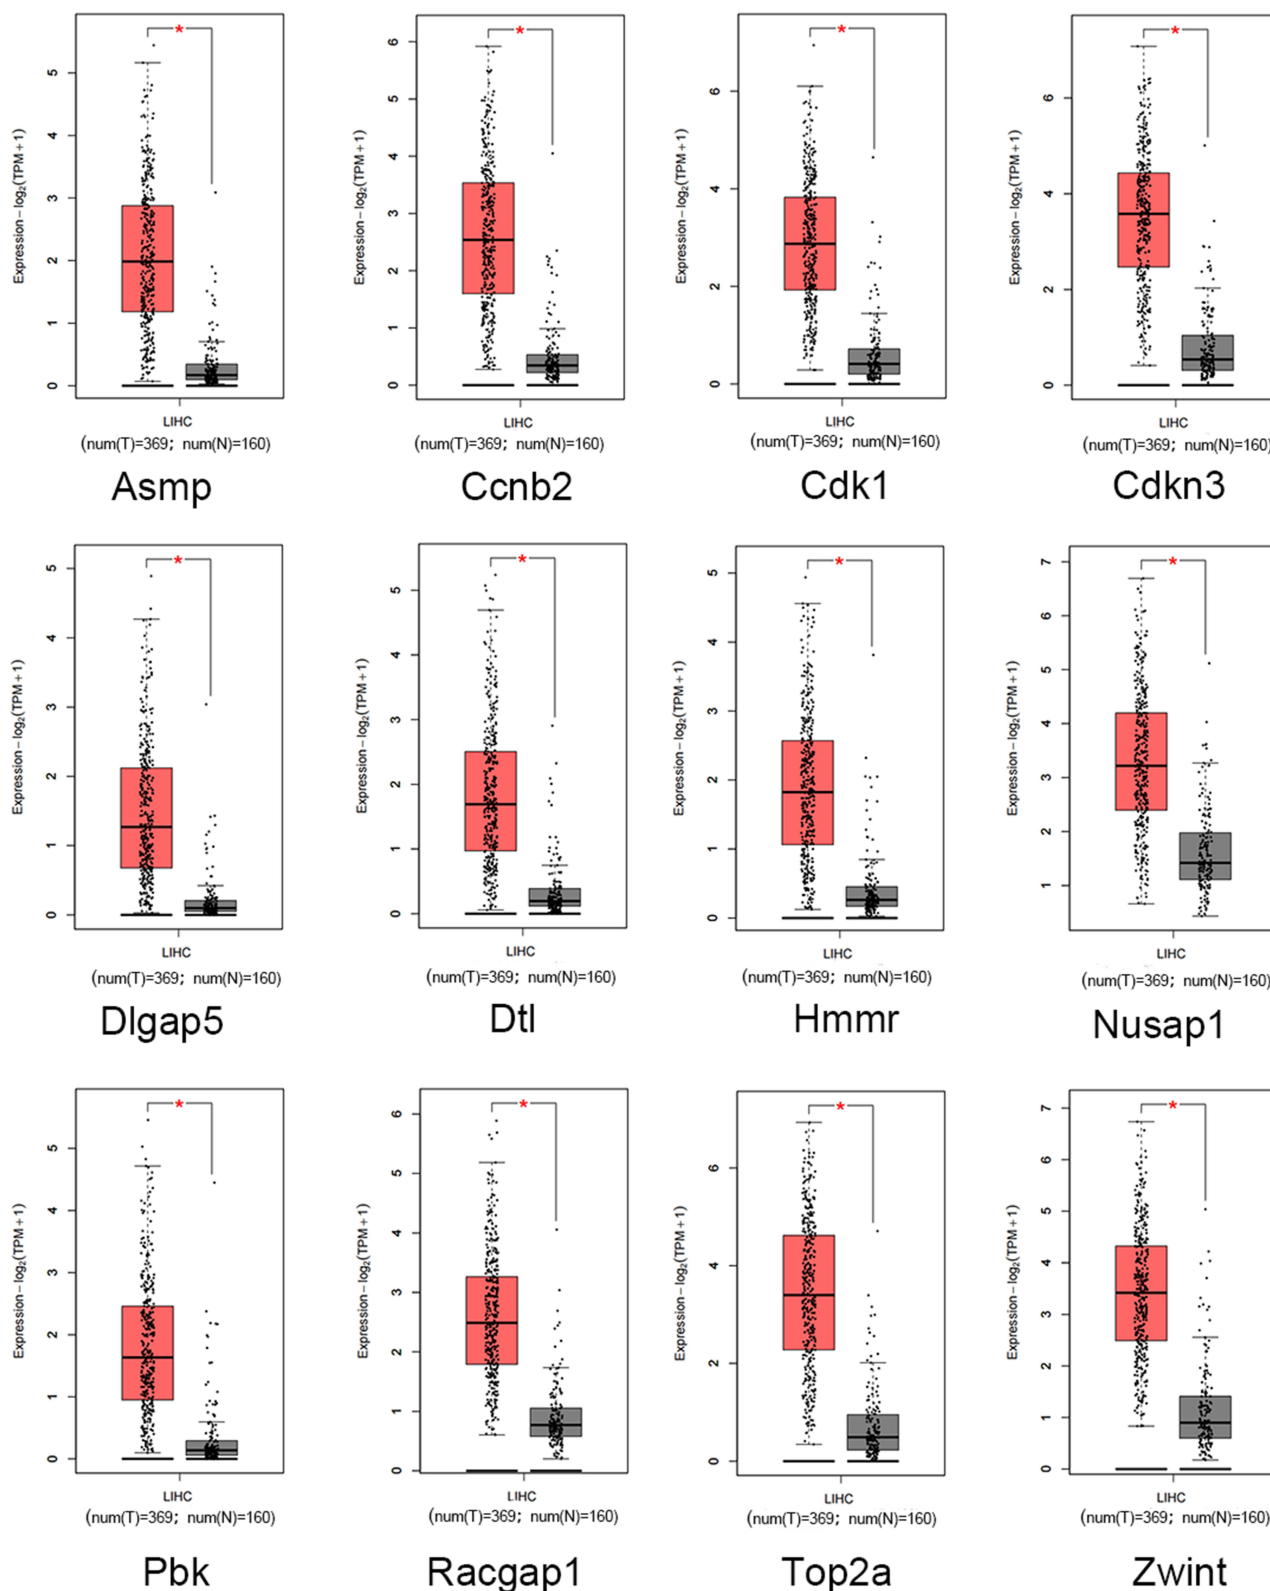 *
*
*
*
Expression − log₂(TPM + 1)
0
1
2
3
4
5
Expression − log₂(TPM + 1)
0
1
2
3
4
5
6
Expression − log₂(TPM + 1)
0
2
4
6
Expression − log₂(TPM + 1)
0
2
4
6
LIHC
LIHC
LIHC
LIHC
(num(T)=369; num(N)=160)
(num(T)=369; num(N)=160)
(num(T)=369; num(N)=160)
(num(T)=369; num(N)=160)
Asmp
Ccnb2
Cdk1
Cdkn3
*
*
*
*
Expression − log₂(TPM + 1)
0
1
2
3
4
5
Expression − log₂(TPM + 1)
0
1
2
3
4
5
Expression − log₂(TPM + 1)
0
1
2
3
4
5
Expression − log₂(TPM + 1)
1
2
3
4
5
6
7
LIHC
LIHC
LIHC
LIHC
(num(T)=369; num(N)=160)
(num(T)=369; num(N)=160)
(num(T)=369; num(N)=160)
(num(T)=369; num(N)=160)
Dlgap5
Dtl
Hmmr
Nusap1
*
*
*
*
Expression − log₂(TPM + 1)
0
1
2
3
4
5
Expression − log₂(TPM + 1)
0
1
2
3
4
5
6
Expression − log₂(TPM + 1)
0
2
4
6
Expression − log₂(TPM + 1)
0
1
2
3
4
5
6
7
LIHC
LIHC
LIHC
LIHC
(num(T)=369; num(N)=160)
(num(T)=369; num(N)=160)
(num(T)=369; num(N)=160)
(num(T)=369; num(N)=160)
Pbk
Racgap1
Top2a
Zwint